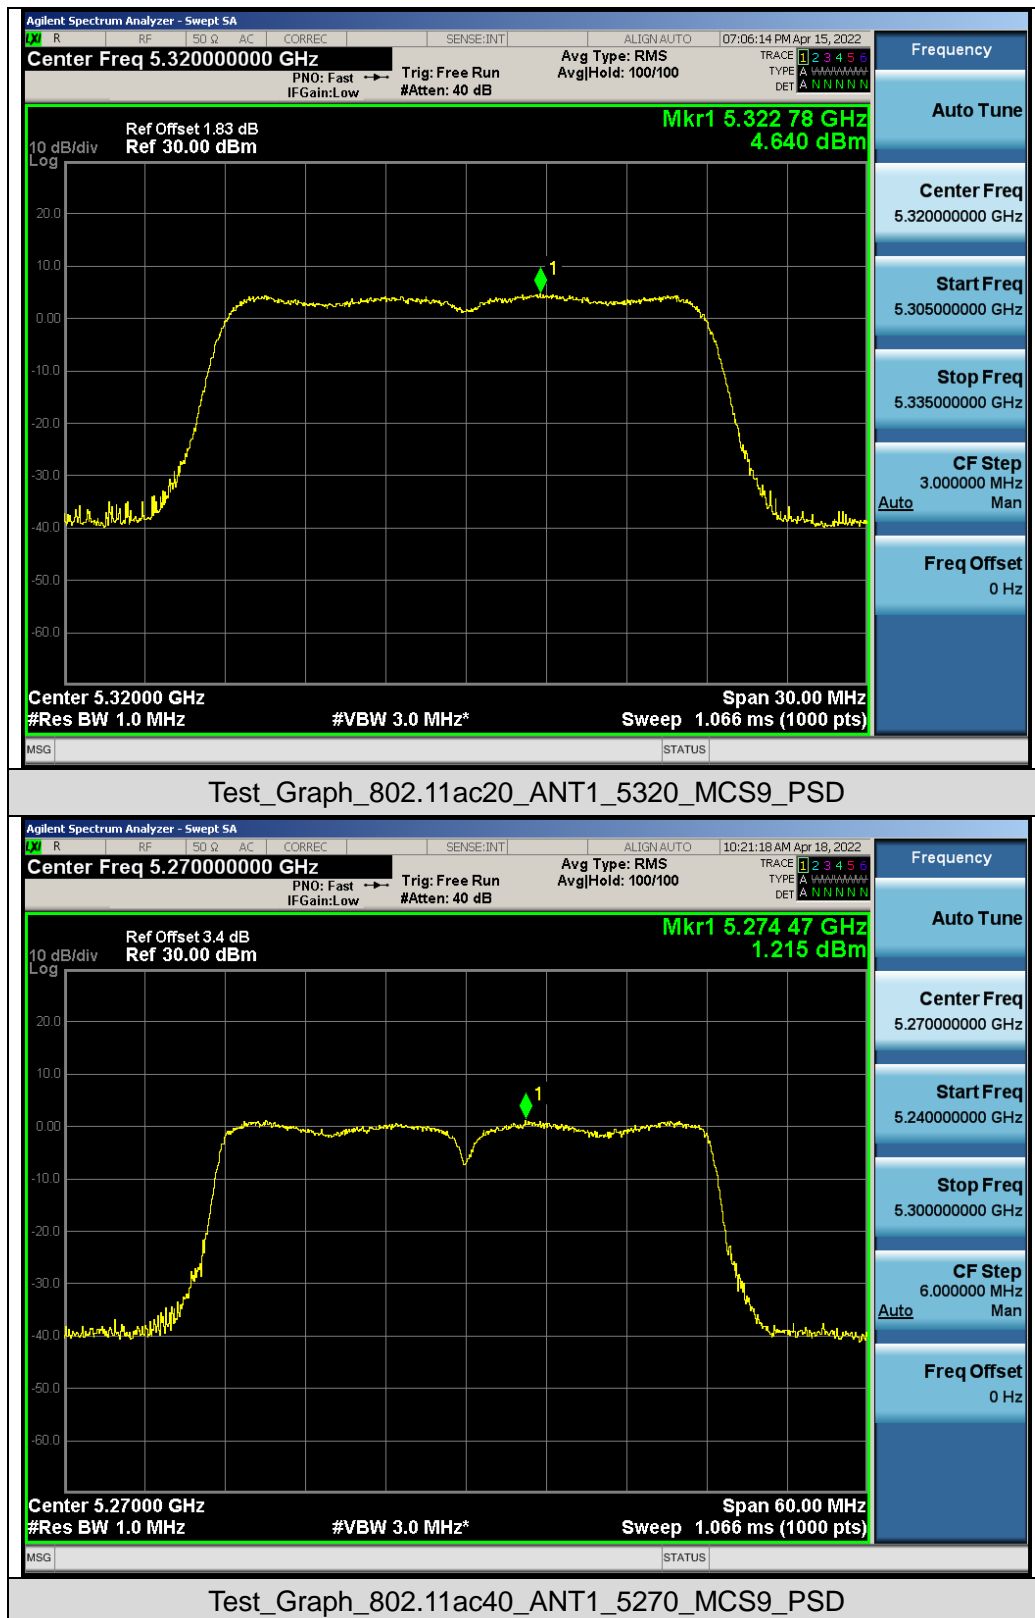 Agilent Spectrum Analyzer - Swept SA
LXI R RF 50 Ω AC CORREC SENSE:INT ALIGN AUTO 07:06:14 PM Apr 15, 2022
Center Freq 5.320000000 GHz
PNO: Fast
IFGain:Low
Trig: Free Run
#Atten: 40 dB
Avg Type: RMS
Avg|Hold: 100/100
TRACE 1 2 3 4 5 6
TYPE A WWWWW
DET A N N N N N
Ref Offset 1.83 dB
Ref 30.00 dBm
10 dB/div
Log
Mkr1 5.322 78 GHz
4.640 dBm
20.0
10.0
0.00
-10.0
-20.0
-30.0
-40.0
-50.0
-60.0
1
Center 5.32000 GHz
Span 30.00 MHz
#Res BW 1.0 MHz
#VBW 3.0 MHz*
Sweep 1.066 ms (1000 pts)
MSG
STATUS
Frequency
Auto Tune
Center Freq
5.320000000 GHz
Start Freq
5.305000000 GHz
Stop Freq
5.335000000 GHz
CF Step
3.000000 MHz
Auto Man
Freq Offset
0 Hz
Test_Graph_802.11ac20_ANT1_5320_MCS9_PSD
Agilent Spectrum Analyzer - Swept SA
LXI R RF 50 Ω AC CORREC SENSE:INT ALIGN AUTO 10:21:18 AM Apr 18, 2022
Center Freq 5.270000000 GHz
PNO: Fast
IFGain:Low
Trig: Free Run
#Atten: 40 dB
Avg Type: RMS
Avg|Hold: 100/100
TRACE 1 2 3 4 5 6
TYPE A WWWWW
DET A N N N N N
Ref Offset 3.4 dB
Ref 30.00 dBm
10 dB/div
Log
Mkr1 5.274 47 GHz
1.215 dBm
20.0
10.0
0.00
-10.0
-20.0
-30.0
-40.0
-50.0
-60.0
1
Center 5.27000 GHz
Span 60.00 MHz
#Res BW 1.0 MHz
#VBW 3.0 MHz*
Sweep 1.066 ms (1000 pts)
MSG
STATUS
Frequency
Auto Tune
Center Freq
5.270000000 GHz
Start Freq
5.240000000 GHz
Stop Freq
5.300000000 GHz
CF Step
6.000000 MHz
Auto Man
Freq Offset
0 Hz
Test_Graph_802.11ac40_ANT1_5270_MCS9_PSD